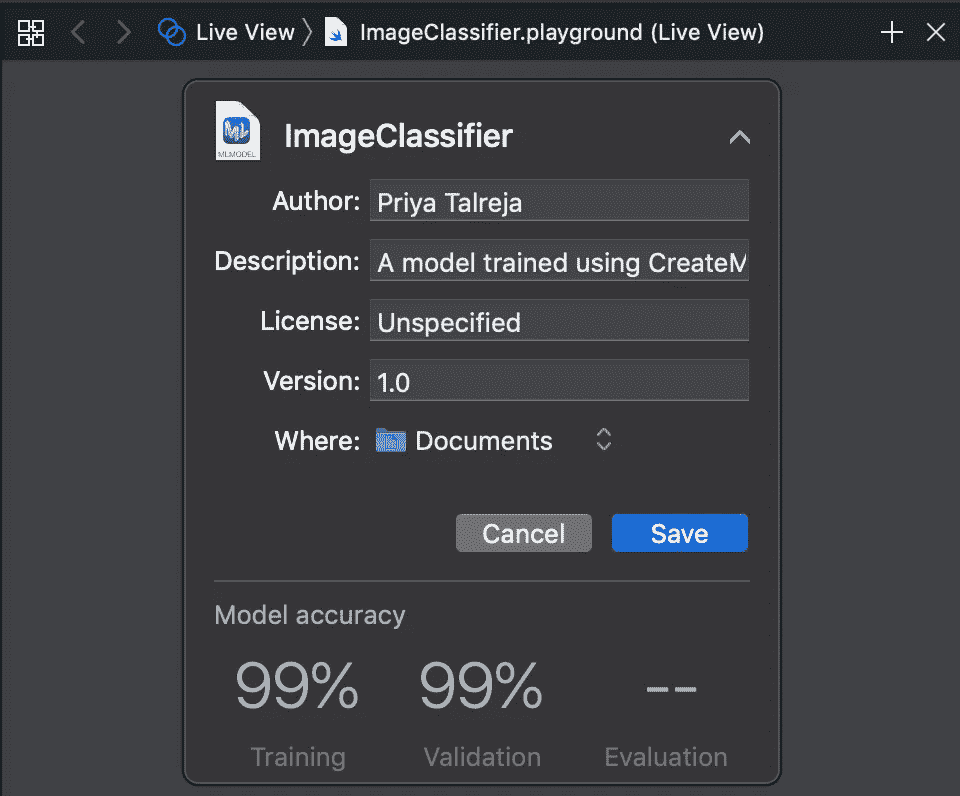 Live View
ImageClassifier.playground (Live View)
ML
MLMODEL
ImageClassifier
Author: Priya Talreja
Description: A model trained using CreateM
License: Unspecified
Version: 1.0
Where: Documents
Cancel Save
Model accuracy
99% 99% --
Training Validation Evaluation